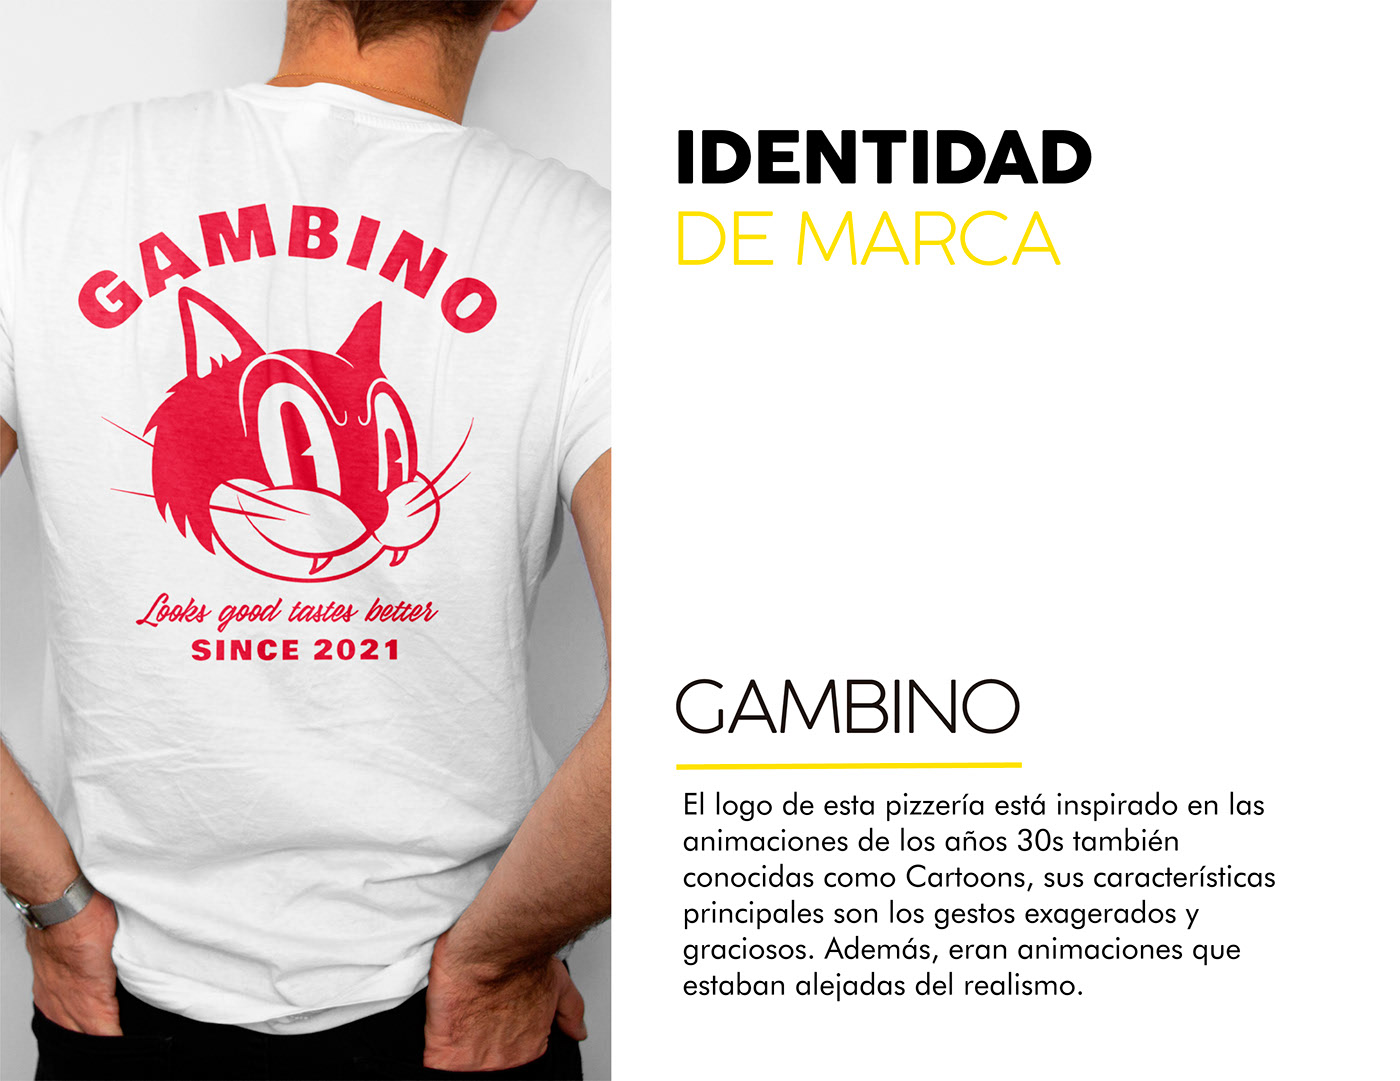 GAMBINO
Looks good tastes better
SINCE 2021
IDENTIDAD
DE MARCA
GAMBINO
El logo de esta pizzería está inspirado en las
animaciones de los años 30s también
conocidas como Cartoons, sus características
principales son los gestos exagerados y
graciosos. Además, eran animaciones que
estaban alejadas del realismo.